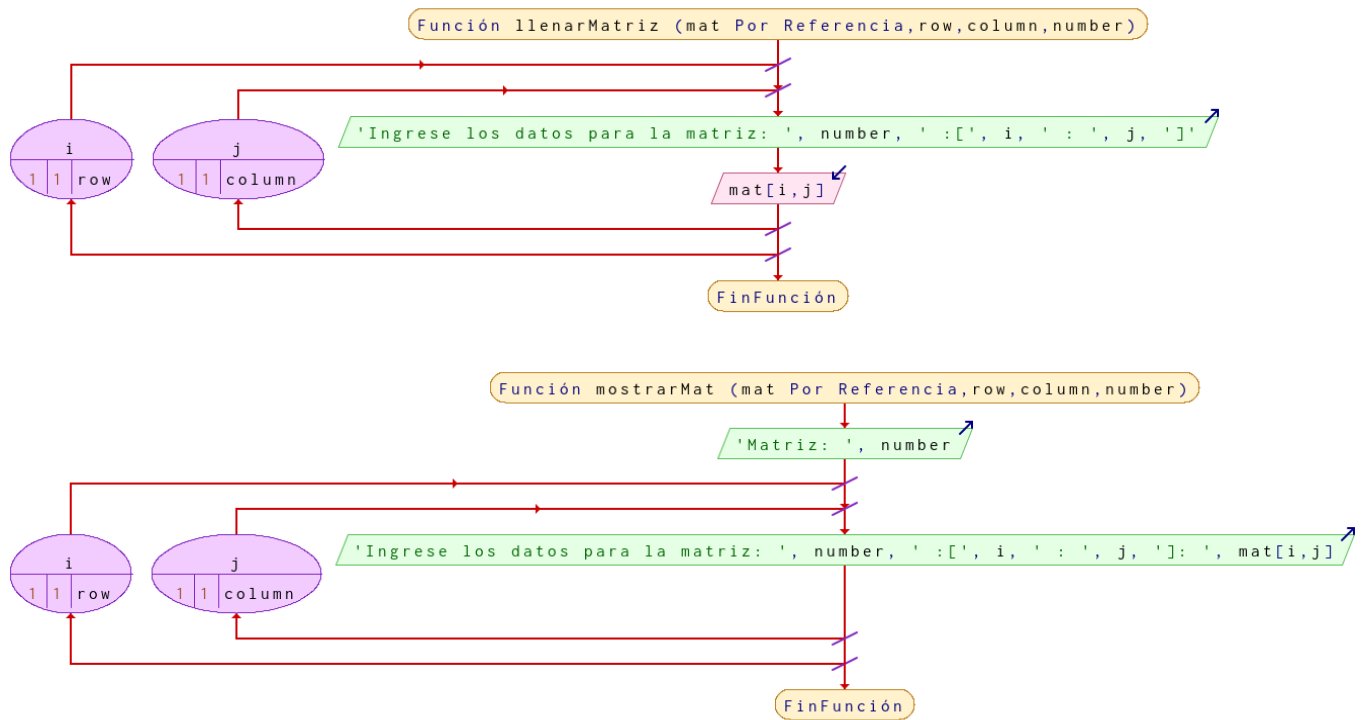 Función llenarMatriz (mat Por Referencia,row,column,number)
'Ingrese los datos para la matriz: ', number, ' :[', i, ' : ', j, ']'
i
1 1 row
j
1 1 column
mat[i,j]
FinFunción
Función mostrarMat (mat Por Referencia,row,column,number)
'Matriz: ', number
'Ingrese los datos para la matriz: ', number, ' :[', i, ' : ', j, ']: ', mat[i,j]
i
1 1 row
j
1 1 column
FinFunción